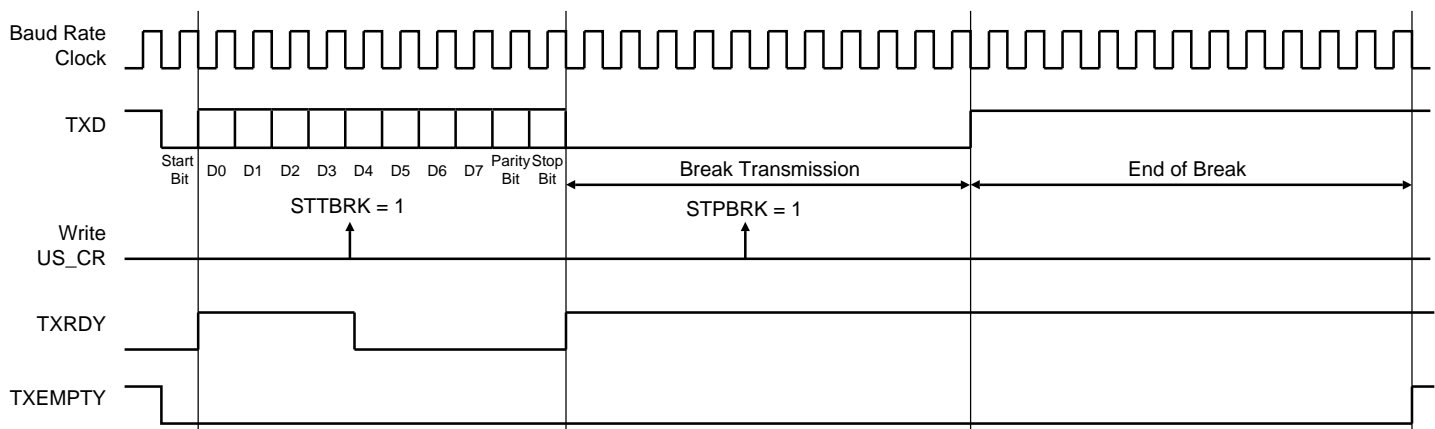 Baud Rate
Clock
TXD
Start
Bit
D0 D1 D2 D3 D4 D5 D6 D7
Parity
Bit
Stop
Bit
Break Transmission
End of Break
STTBRK = 1
STPBRK = 1
Write
US_CR
TXRDY
TXEMPTY